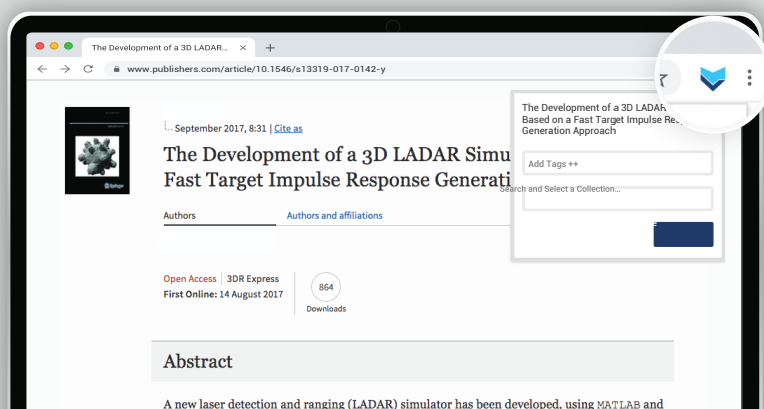 The Development of a 3D LADAR...
www.publishers.com/article/10.1546/s13319-017-0142-y
September 2017, 8:31 | Cite as
The Development of a 3D LADAR Simu
Fast Target Impulse Response Generati
Authors
Authors and affiliations
Open Access
3DR Express
First Online: 14 August 2017
864
Downloads
The Development of a 3D LADAR
Based on a Fast Target Impulse Res
Generation Approach
Add Tags ++
Search and Select a Collection...
Abstract
A new laser detection and ranging (LADAR) simulator has been developed, using MATLAB and